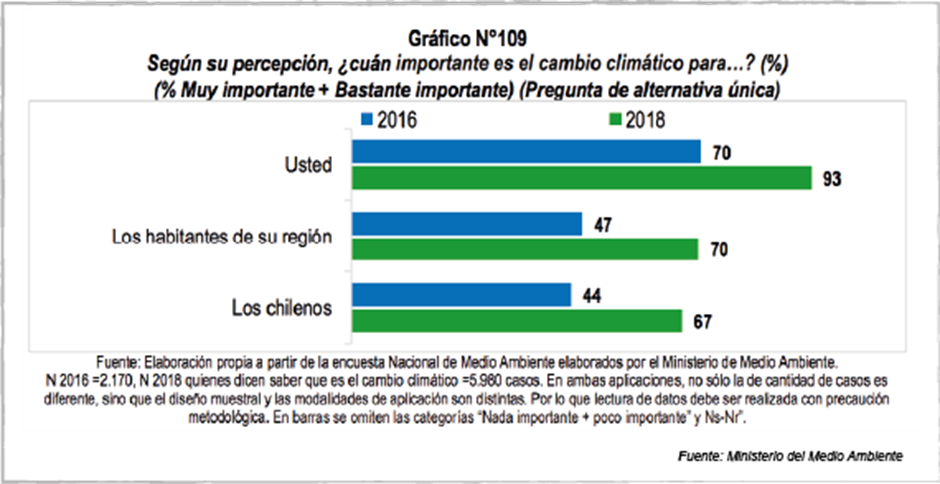 Gráfico N°109
Según su percepción, ¿cuán importante es el cambio climático para...? (%)
(% Muy importante + Bastante importante) (Pregunta de alternativa única)
2016 2018
Usted 70
93
Los habitantes de su región 47
70
Los chilenos 44
67
Fuente: Elaboración propia a partir de la encuesta Nacional de Medio Ambiente elaborados por el Ministerio de Medio Ambiente.
N 2016 =2.170, N 2018 quienes dicen saber que es el cambio climático =5.980 casos. En ambas aplicaciones, no sólo la de cantidad de casos es
diferente, sino que el diseño muestral y las modalidades de aplicación son distintas. Por lo que lectura de datos debe ser realizada con precaución
metodológica. En barras se omiten las categorías "Nada importante + poco importante" y Ns-Nr".
Fuente: Ministerio del Medio Ambiente